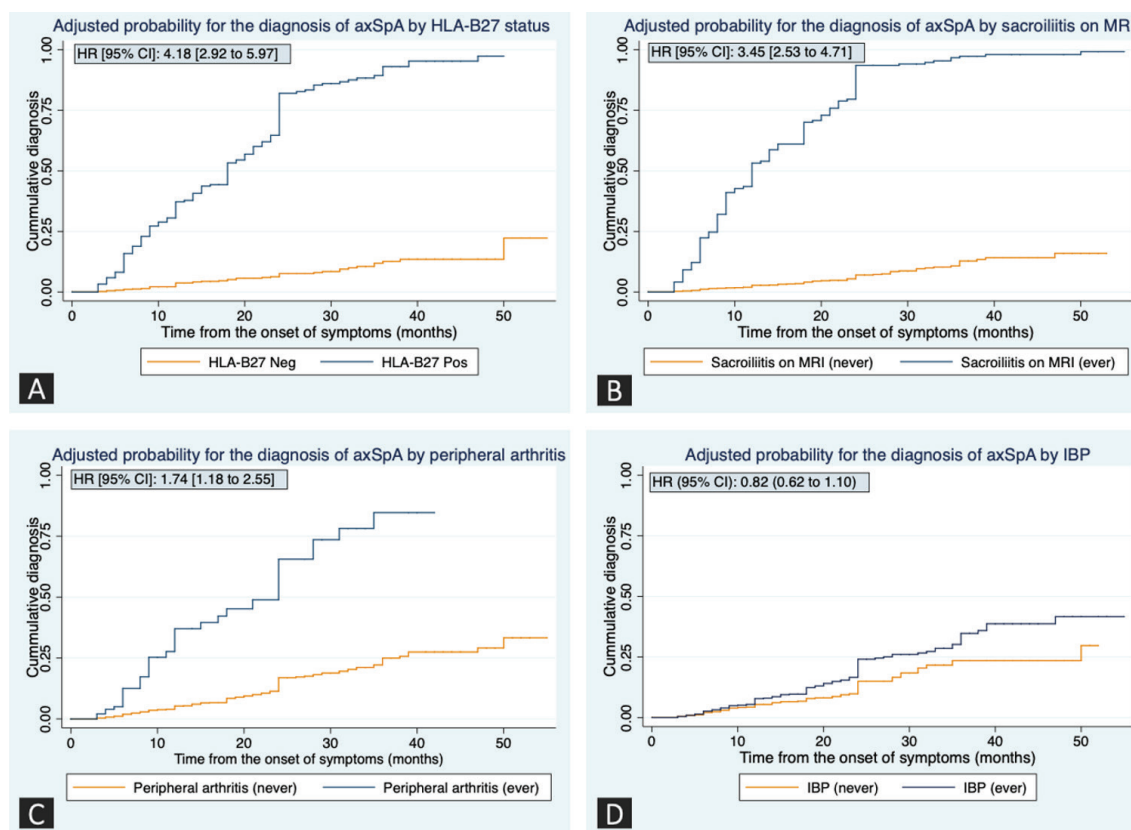 Adjusted probability for the diagnosis of axSpA by HLA-B27 status
HR [95% CI]: 4.18 [2.92 to 5.97]
Cummulative diagnosis
1.00
0.75
0.50
0.25
0.00
0 10 20 30 40 50
Time from the onset of symptoms (months)
HLA-B27 Neg HLA-B27 Pos
A
Adjusted probability for the diagnosis of axSpA by sacroiliitis on MR
HR [95% CI]: 3.45 [2.53 to 4.71]
Cummulative diagnosis
1.00
0.75
0.50
0.25
0.00
0 10 20 30 40 50
Time from the onset of symptoms (months)
Sacroiliitis on MRI (never) Sacroiliitis on MRI (ever)
B
Adjusted probability for the diagnosis of axSpA by peripheral arthritis
HR [95% CI]: 1.74 [1.18 to 2.55]
Cummulative diagnosis
1.00
0.75
0.50
0.25
0.00
0 10 20 30 40 50
Time from the onset of symptoms (months)
Peripheral arthritis (never) Peripheral arthritis (ever)
C
Adjusted probability for the diagnosis of axSpA by IBP
HR (95% CI): 0.82 (0.62 to 1.10)
Cummulative diagnosis
1.00
0.75
0.50
0.25
0.00
0 10 20 30 40 50
Time from the onset of symptoms (months)
IBP (never) IBP (ever)
D